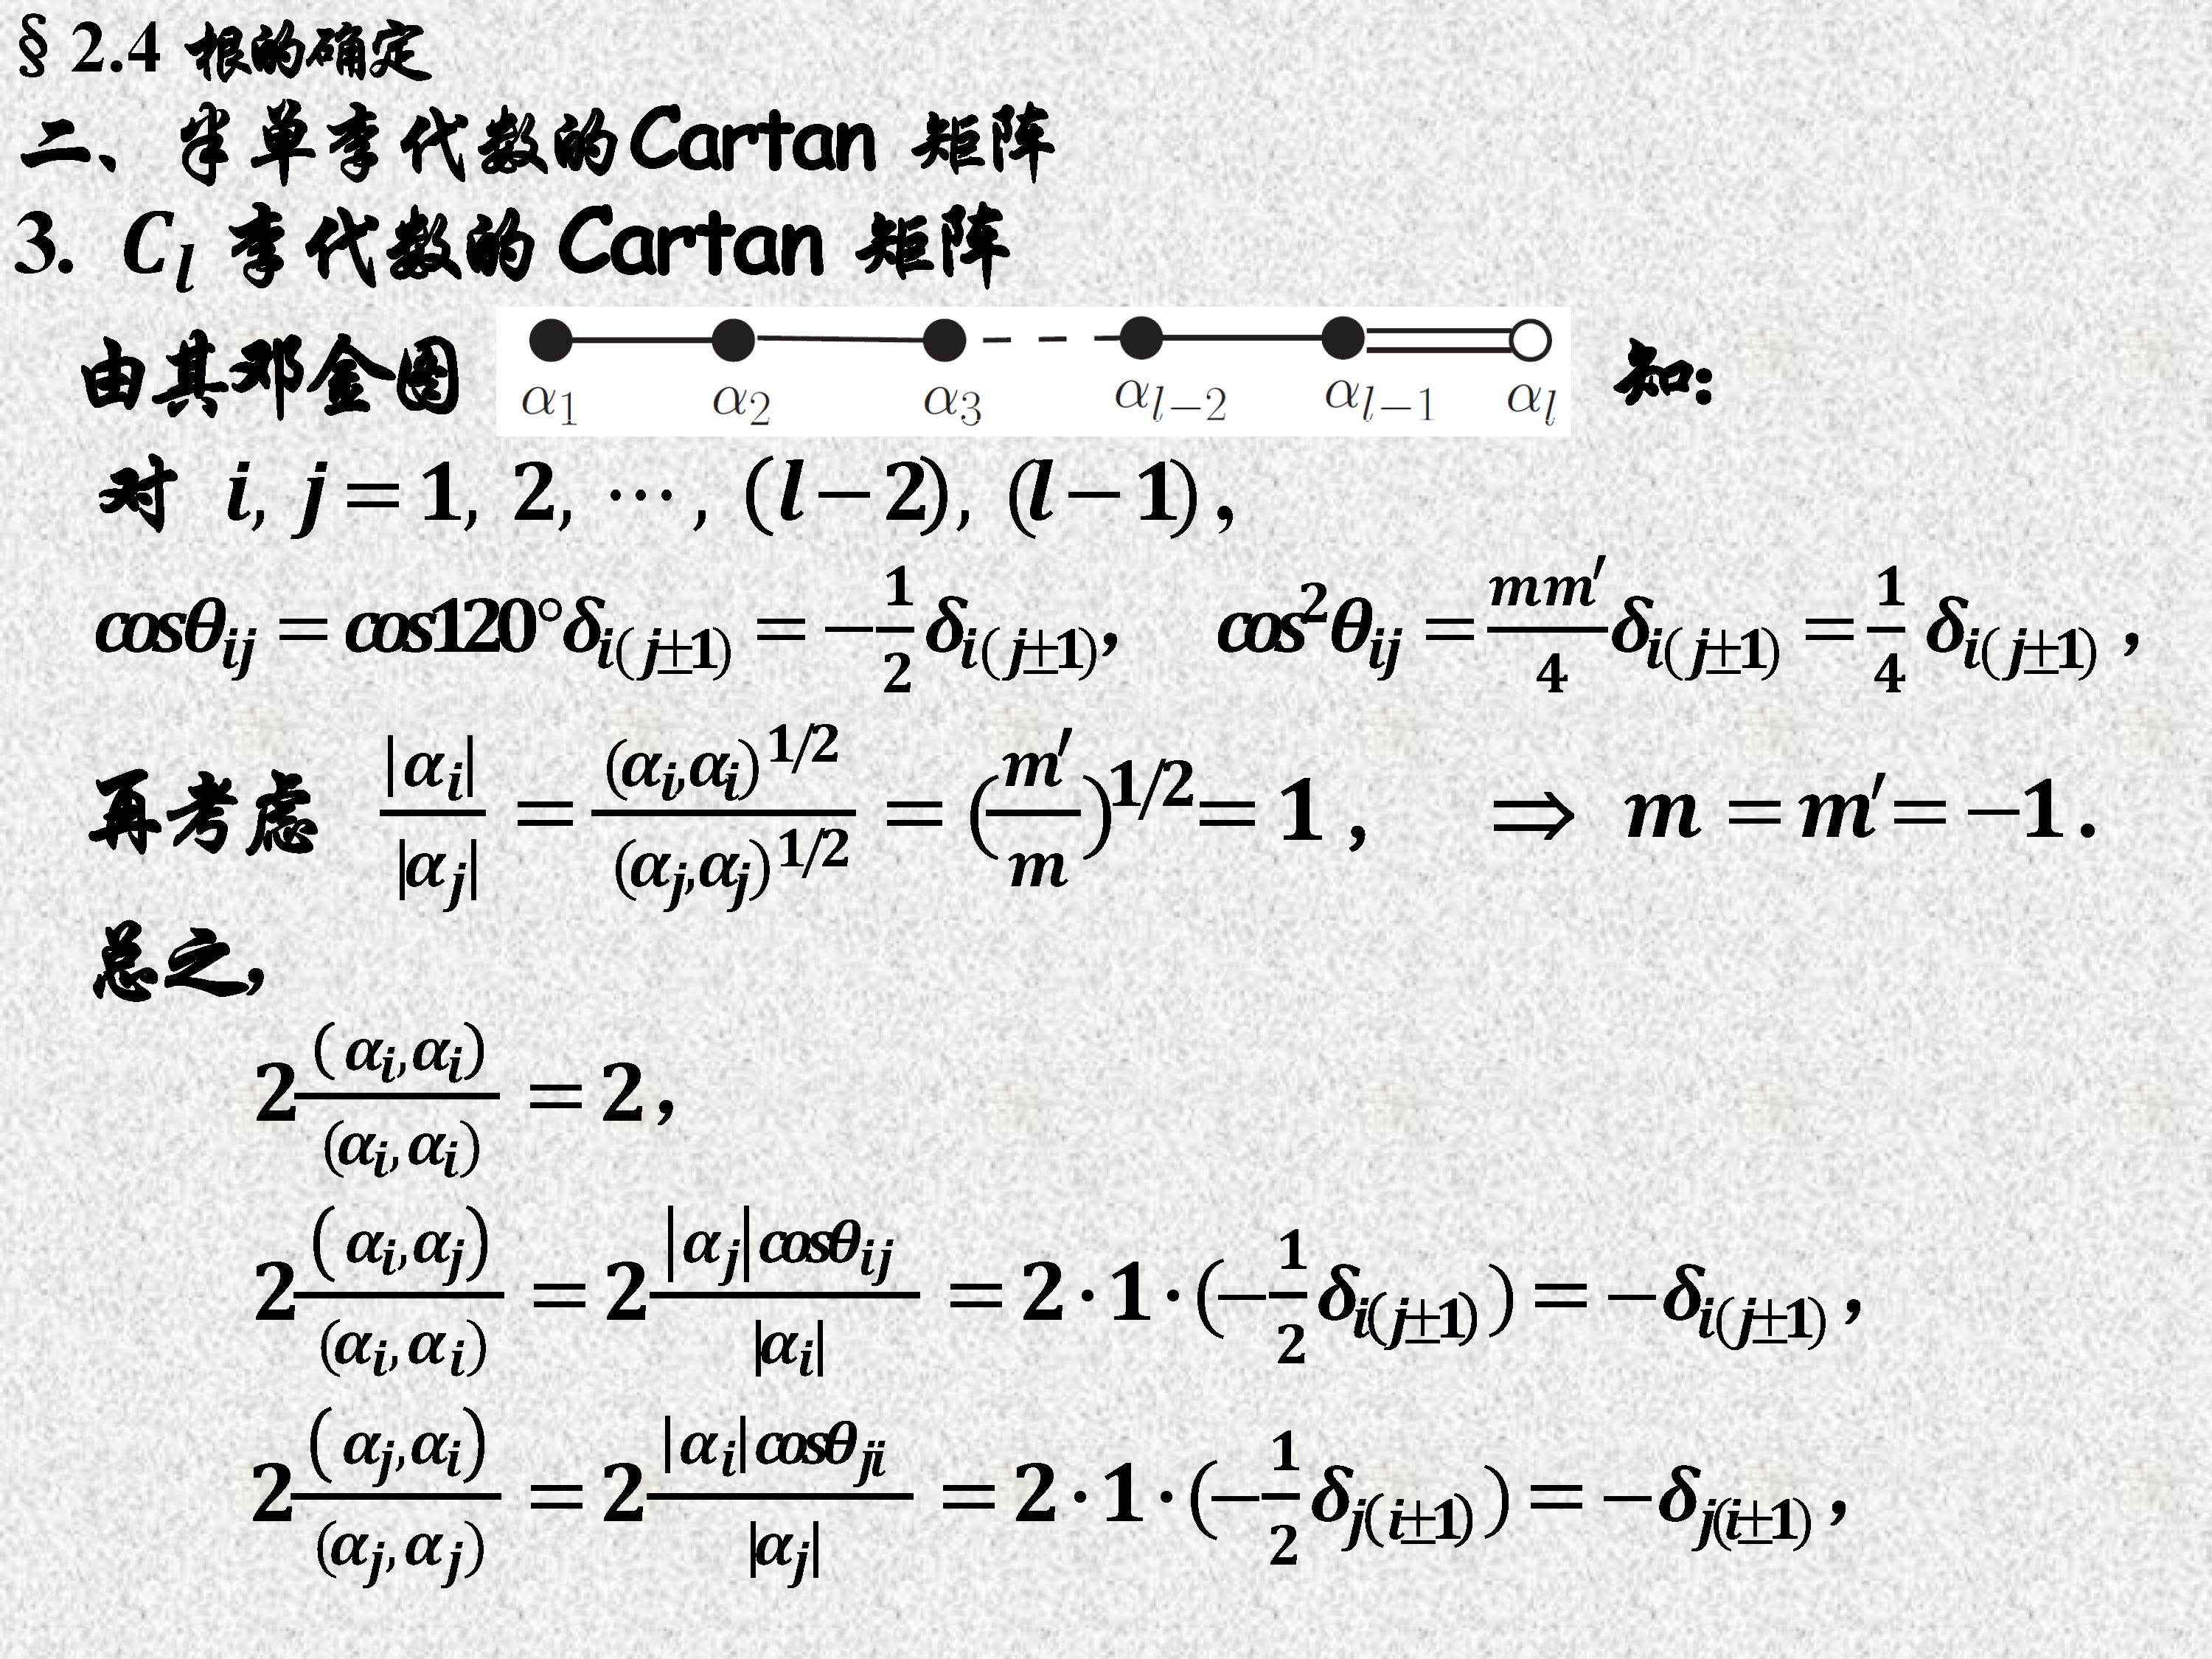 § 2.4 根的确定
二、半单李代数的Cartan 矩阵
3. $C_l$ 李代数的 Cartan 矩阵
由其邓金图 $\alpha_1$ $\alpha_2$ $\alpha_3$ $\alpha_{l-2}$ $\alpha_{l-1}$ $\alpha_l$ 知:
对 $i, j = 1, 2, \cdots, (l-2), (l-1),$
$cos\theta_{ij} = cos120°\delta_{i(j\pm1)} = -\frac{1}{2}\delta_{i(j\pm1)},\quad cos^2\theta_{ij} = \frac{mm'}{4}\delta_{i(j\pm1)} = \frac{1}{4}\delta_{i(j\pm1)},$
再考虑 $\frac{|\alpha_i|}{|\alpha_j|} = \frac{(\alpha_i,\alpha_i)^{1/2}}{(\alpha_j,\alpha_j)^{1/2}} = (\frac{m'}{m})^{1/2} = 1,\quad \Rightarrow m = m' = -1.$
总之,
$2\frac{(\alpha_i,\alpha_i)}{(\alpha_i,\alpha_i)} = 2,$
$2\frac{(\alpha_i,\alpha_j)}{(\alpha_i,\alpha_i)} = 2\frac{|\alpha_j|cos\theta_{ij}}{|\alpha_i|} = 2\cdot1\cdot(-\frac{1}{2}\delta_{i(j\pm1)}) = -\delta_{i(j\pm1)},$
$2\frac{(\alpha_j,\alpha_i)}{(\alpha_j,\alpha_j)} = 2\frac{|\alpha_i|cos\theta_{ji}}{|\alpha_j|} = 2\cdot1\cdot(-\frac{1}{2}\delta_{j(i\pm1)}) = -\delta_{j(i\pm1)},$